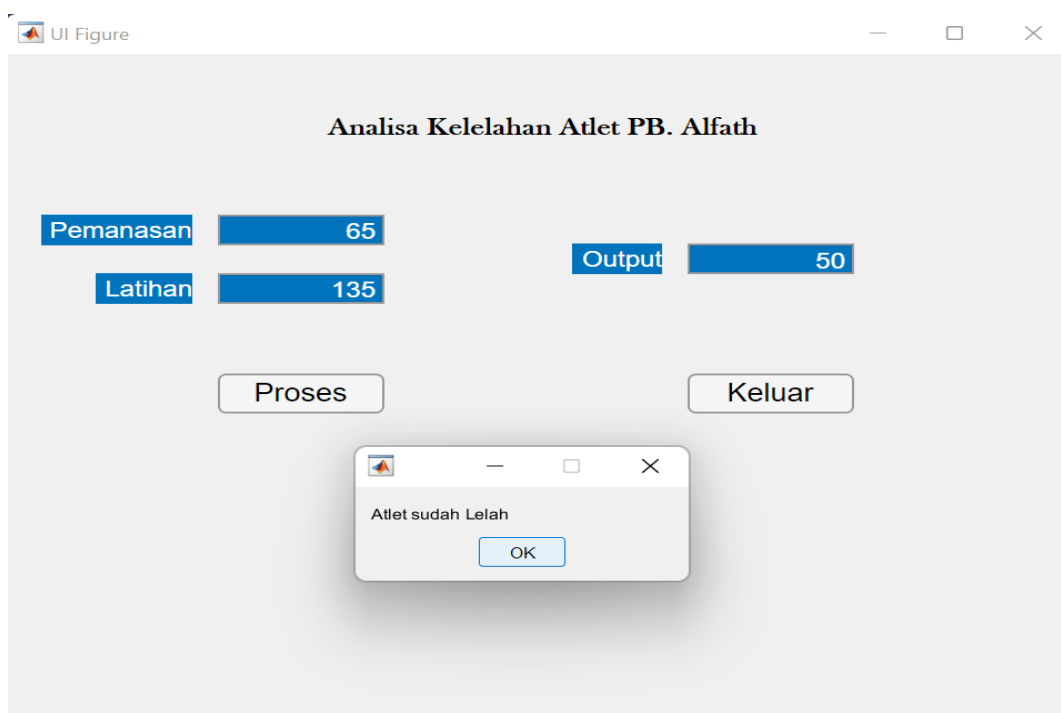 UI Figure
Analisa Kelelahan Atlet PB. Alfath
Pemanasan 65
Output 50
Latihan 135
Proses Keluar
Atlet sudah Lelah
OK